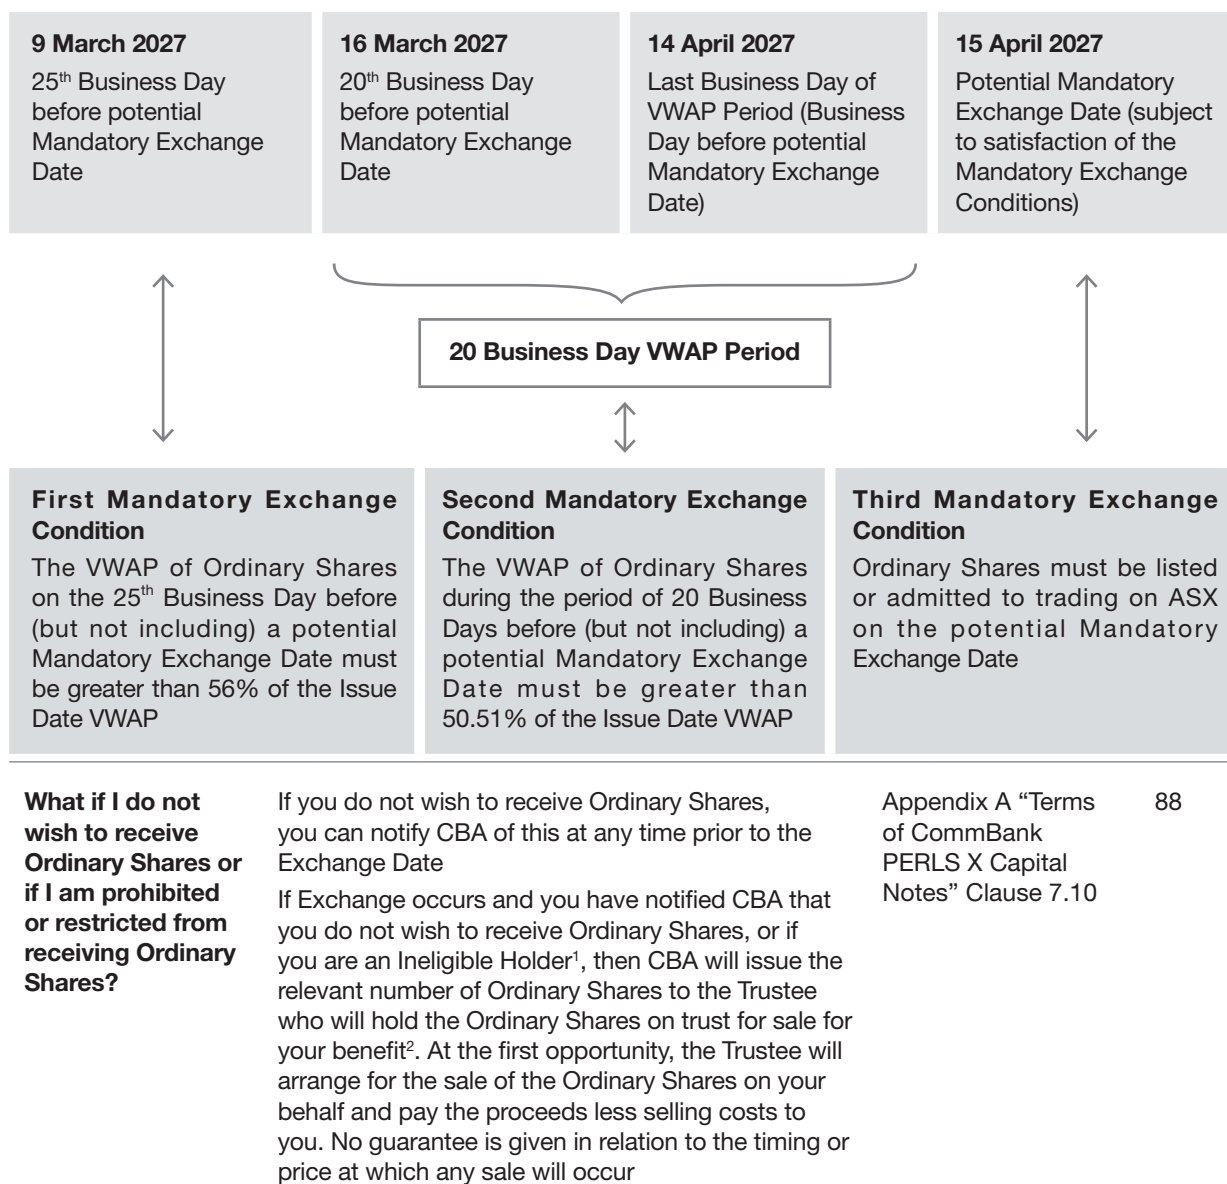 9 March 2027
25th Business Day
before potential
Mandatory Exchange
Date
16 March 2027
20th Business Day
before potential
Mandatory Exchange
Date
14 April 2027
Last Business Day of
VWAP Period (Business
Day before potential
Mandatory Exchange
Date)
15 April 2027
Potential Mandatory
Exchange Date (subject
to satisfaction of the
Mandatory Exchange
Conditions)
20 Business Day VWAP Period
First Mandatory Exchange
Condition
The VWAP of Ordinary Shares
on the 25th Business Day before
(but not including) a potential
Mandatory Exchange Date must
be greater than 56% of the Issue
Date VWAP
Second Mandatory Exchange
Condition
The VWAP of Ordinary Shares
during the period of 20 Business
Days before (but not including) a
potential Mandatory Exchange
Date must be greater than
50.51% of the Issue Date VWAP
Third Mandatory Exchange
Condition
Ordinary Shares must be listed
or admitted to trading on ASX
on the potential Mandatory
Exchange Date
What if I do not
wish to receive
Ordinary Shares or
if I am prohibited
or restricted from
receiving Ordinary
Shares?
If you do not wish to receive Ordinary Shares,
you can notify CBA of this at any time prior to the
Exchange Date
If Exchange occurs and you have notified CBA that
you do not wish to receive Ordinary Shares, or if
you are an Ineligible Holder¹, then CBA will issue the
relevant number of Ordinary Shares to the Trustee
who will hold the Ordinary Shares on trust for sale for
your benefit². At the first opportunity, the Trustee will
arrange for the sale of the Ordinary Shares on your
behalf and pay the proceeds less selling costs to
you. No guarantee is given in relation to the timing or
price at which any sale will occur
Appendix A “Terms
of CommBank
PERLS X Capital
Notes” Clause 7.10
88